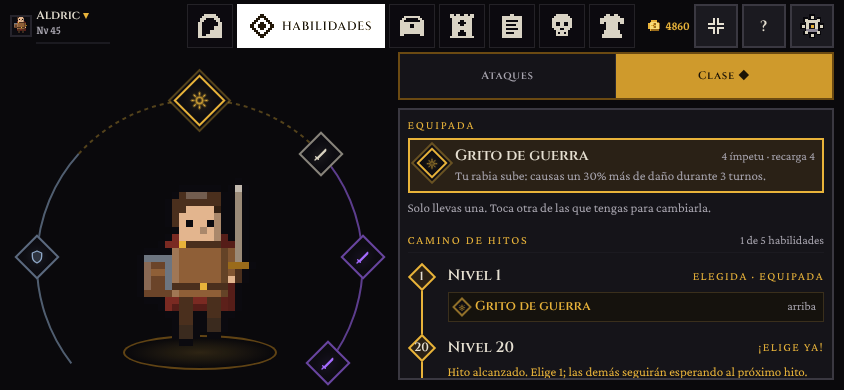 Aldric ▼
Nv 45
Habilidades
4860
?
Ataques
Clase ◆
EQUIPADA
Grito de guerra
4 ímpetu · recarga 4
Tu rabia sube: causas un 30% más de daño durante 3 turnos.
Solo llevas una. Toca otra de las que tengas para cambiarla.
CAMINO DE HITOS
1 de 5 habilidades
1
Nivel 1
ELEGIDA · EQUIPADA
Grito de guerra
arriba
20
Nivel 20
¡ELIGE YA!
Hito alcanzado. Elige 1; las demás seguirán esperando al próximo hito.